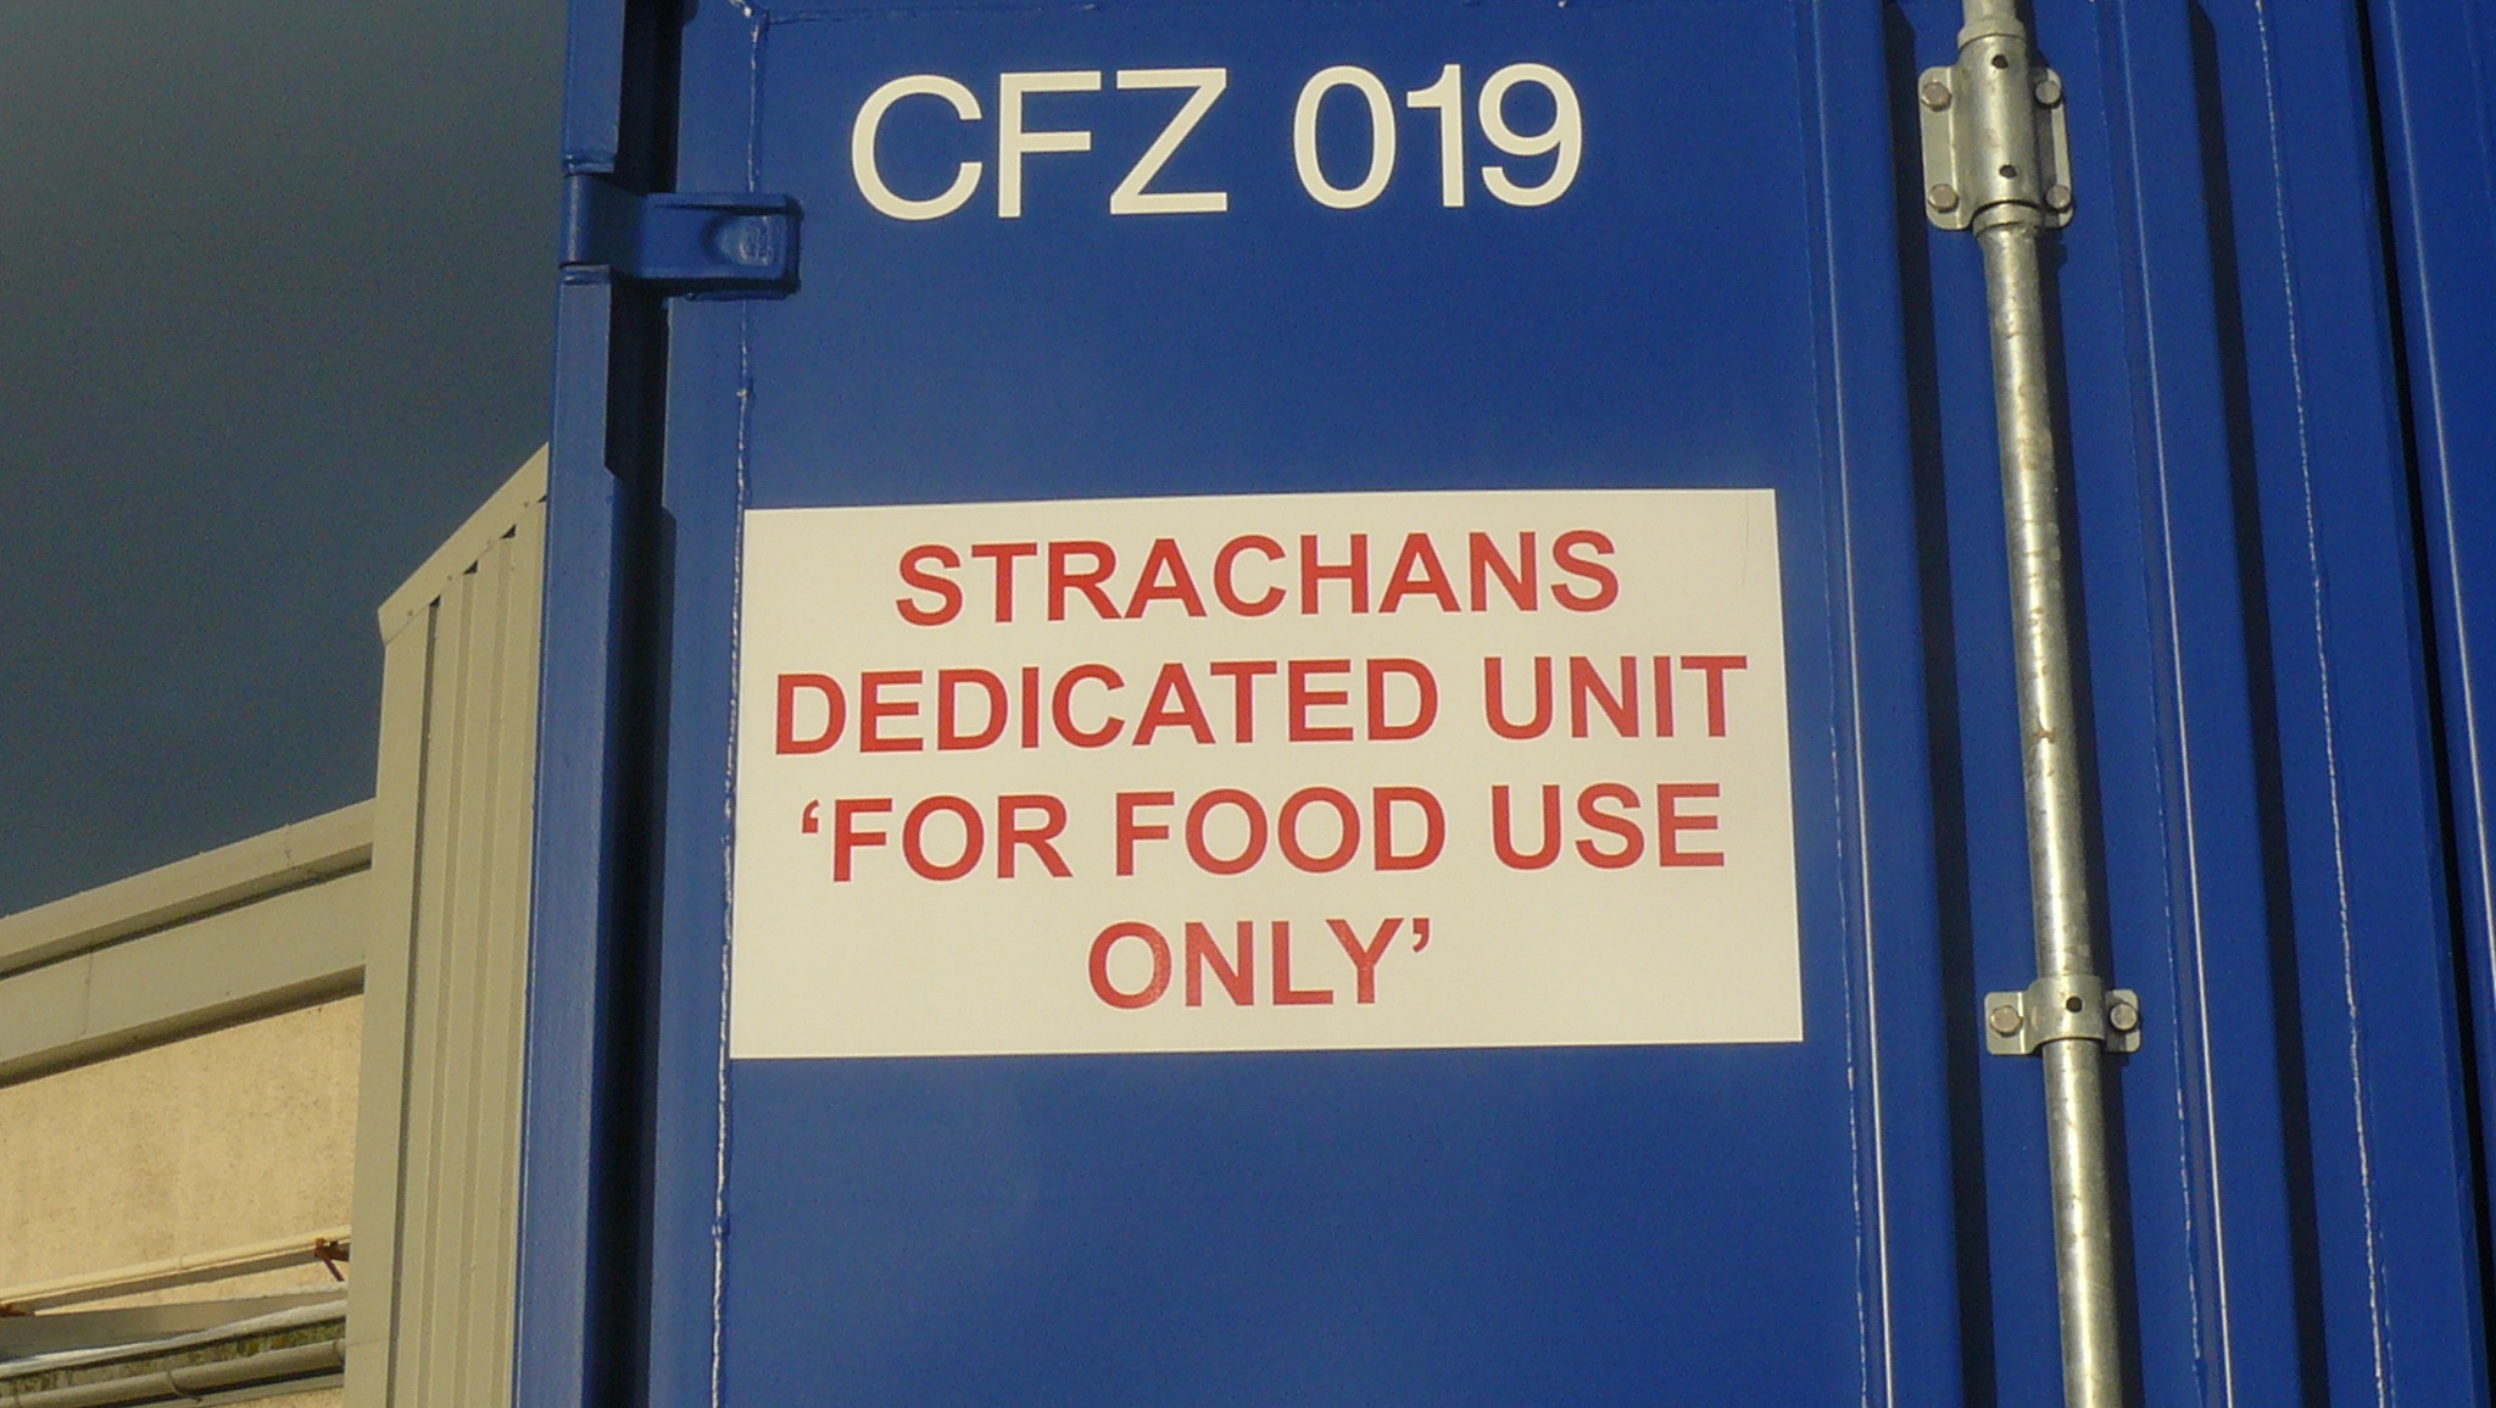 CFZ 019
STRACHANS
DEDICATED UNIT
‘FOR FOOD USE
ONLY’